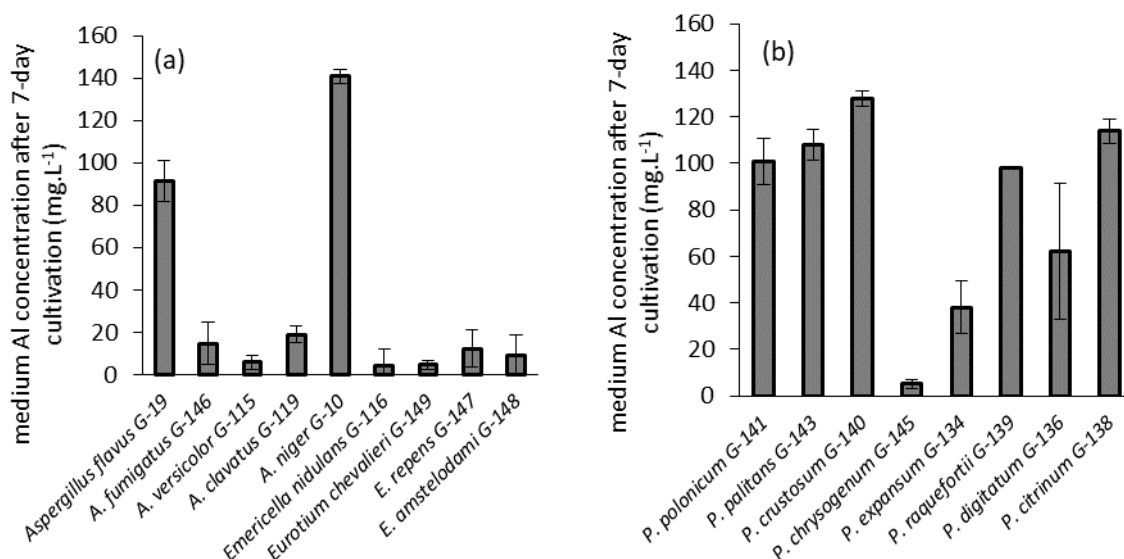 (a)
medium Al concentration after 7-day
cultivation (mg.L-1)
160
140
120
100
80
60
40
20
0
Aspergillus flavus G-19
A. fumigatus G-146
A. versicolor G-115
A. clavatus G-119
A. niger G-10
Emericella nidulans G-116
Eurotium chevalieri G-149
E. repens G-147
E. amstelodami G-148
(b)
medium Al concentration after 7-day
cultivation (mg.L-1)
160
140
120
100
80
60
40
20
0
P. polonicum G-141
P. palitans G-143
P. crustosum G-140
P. chrysogenum G-145
P. expansum G-134
P. raquefortii G-139
P. digitatum G-136
P. citrinum G-138